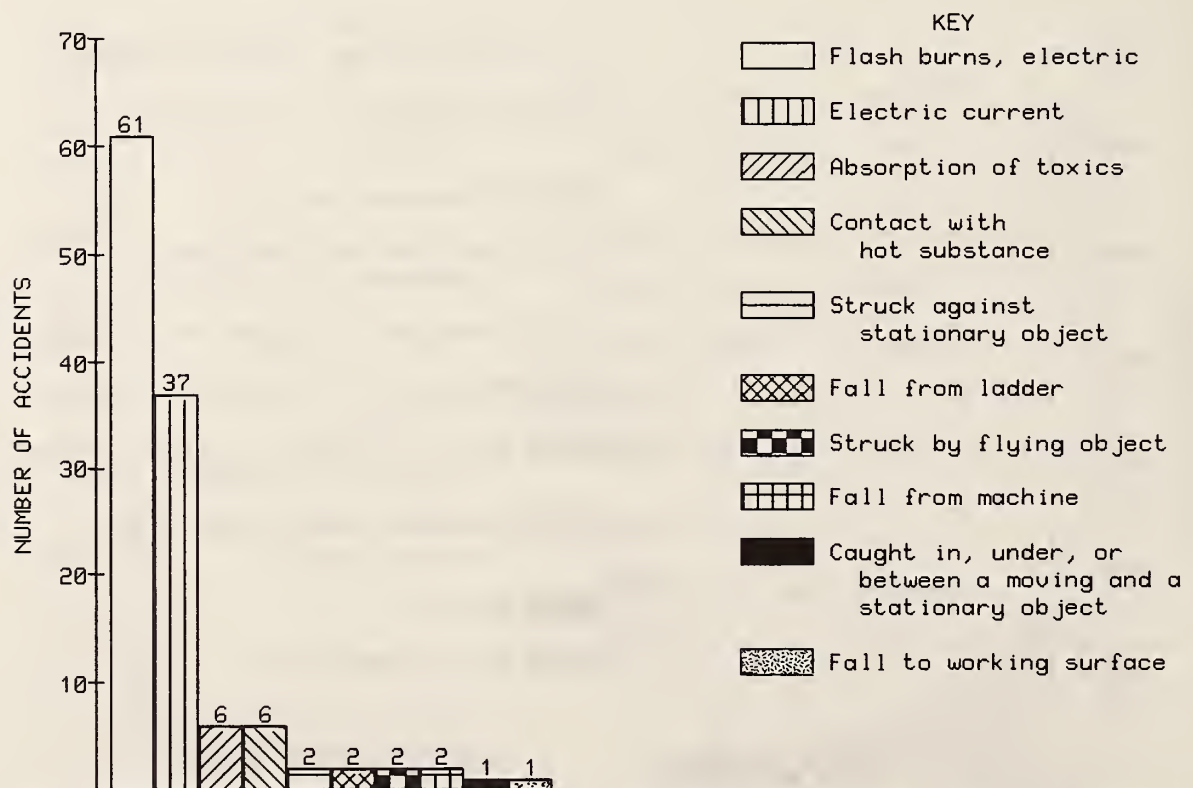 KEY
Flash burns, electric
Electric current
Absorption of toxics
Contact with
hot substance
Struck against
stationary object
Fall from ladder
Struck by flying object
Fall from machine
Caught in, under, or
between a moving and a
stationary object
Fall to working surface
NUMBER OF ACCIDENTS
70
60
50
40
30
20
10
61
37
6
6
2
2
2
2
1
1